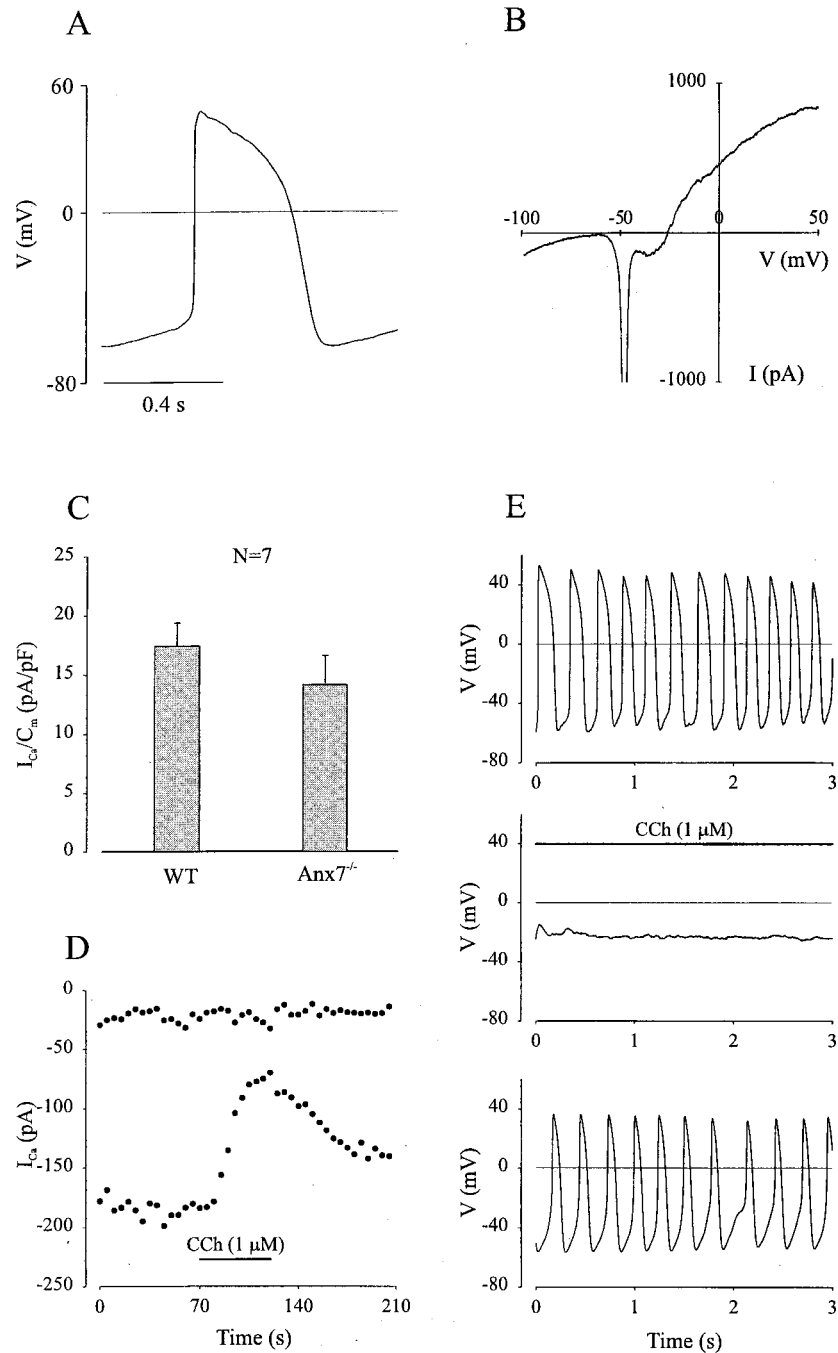 A
60
0
-80
V (mV)
0.4 s
B
1000
-100
-50
0
50
V (mV)
-1000
I (pA)
C
N=7
25
20
15
10
5
0
I_Ca/C_m (pA/pF)
WT
Anx7^-/-
D
0
-50
-100
-150
-200
-250
I_Ca (pA)
CCh (1 μM)
0
70
140
210
Time (s)
E
40
0
-40
-80
V (mV)
0
1
2
3
CCh (1 μM)
40
0
-40
-80
V (mV)
0
1
2
3
40
0
-40
-80
V (mV)
0
1
2
3
Time (s)